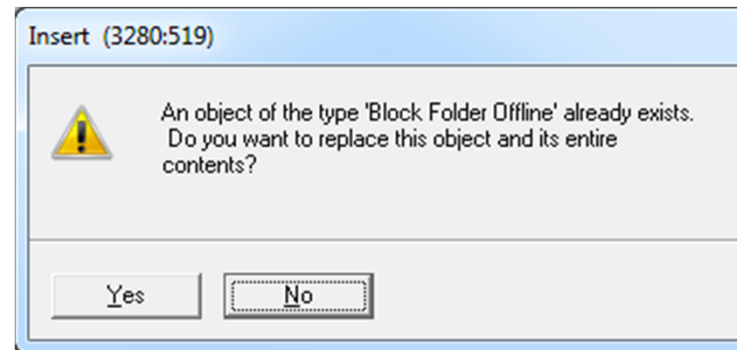 Insert (3280:519)
An object of the type 'Block Folder Offline' already exists.
Do you want to replace this object and its entire
contents?
Yes
No